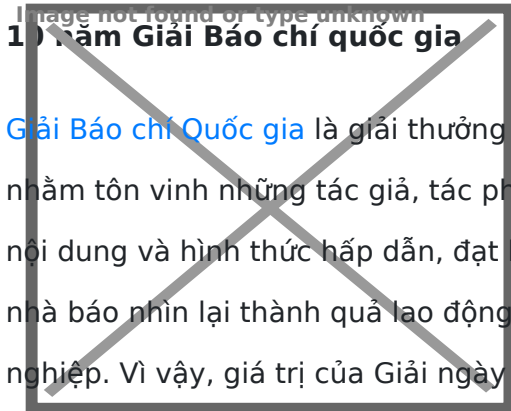 Image not found or type unknown
10 năm Giải Báo chí quốc gia
Giải Báo chí Quốc gia là giải thưởng
nhằm tôn vinh những tác giả, tác ph
nội dung và hình thức hấp dẫn, đạt
nhà báo nhìn lại thành quả lao động
nghiệp. Vì vậy, giá trị của Giải ngày